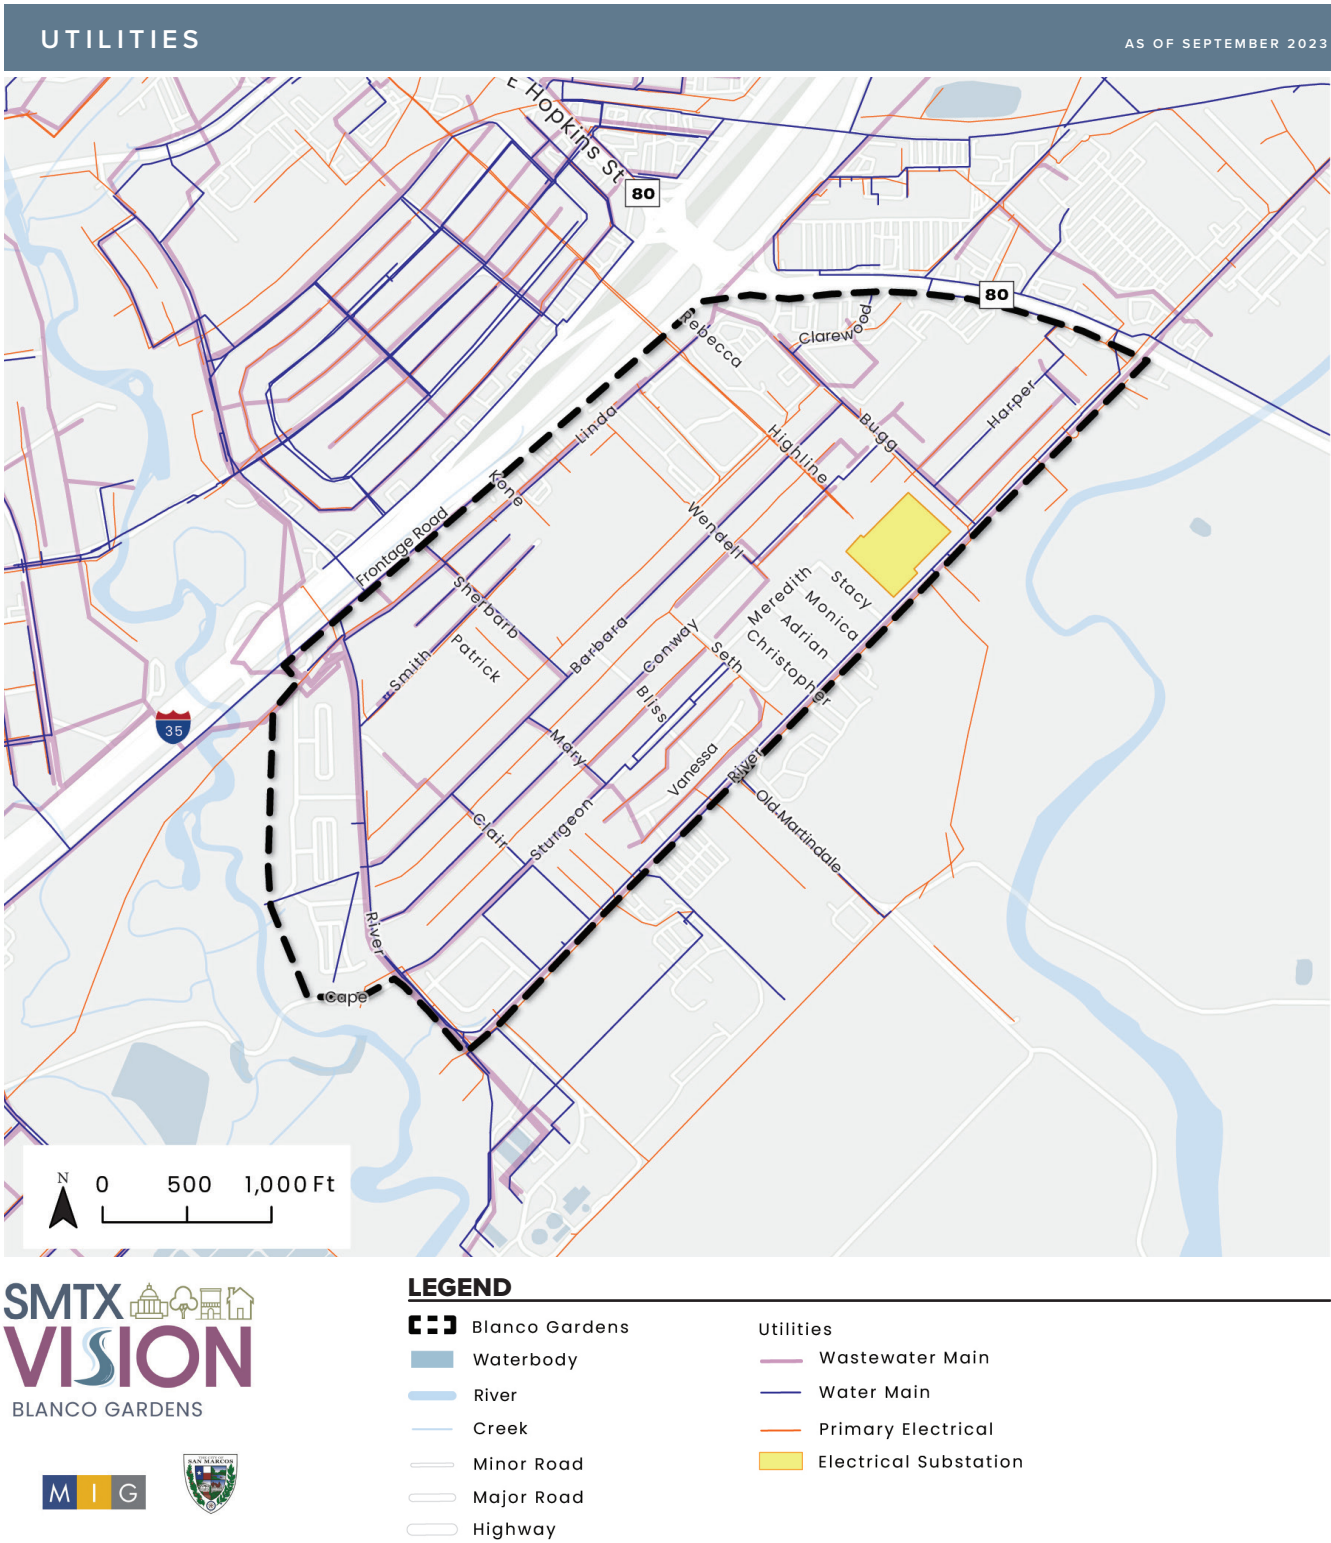 UTILITIES
AS OF SEPTEMBER 2023
E Hopkins St
80
80
Rebecca
Clarewood
Linda
Harper
Bugg
Highline
Kone
Wendell
Frontage Road
Sherbarb
Meredith
Stacy
Monica
Adrian
Christopher
Barbara
Conway
Seth
Patrick
Smith
Bliss
35
Mary
Vanessa
River
Old Martindale
Clair
Sturgeon
River
Cape
N
0 500 1,000 Ft
SMTX
VISION
BLANCO GARDENS
M I G
SAN MARCOS
LEGEND
Blanco Gardens
Waterbody
River
Creek
Minor Road
Major Road
Highway
Utilities
Wastewater Main
Water Main
Primary Electrical
Electrical Substation